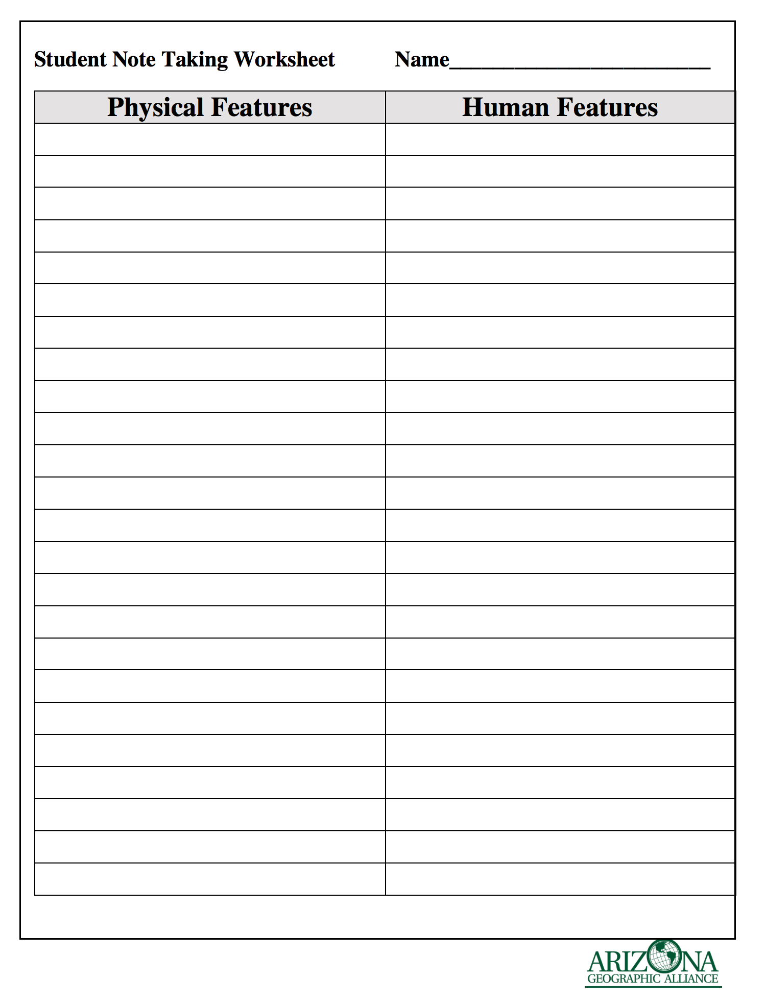 Student Note Taking Worksheet Name________________________
Physical Features Human Features
ARIZONA
GEOGRAPHIC ALLIANCE